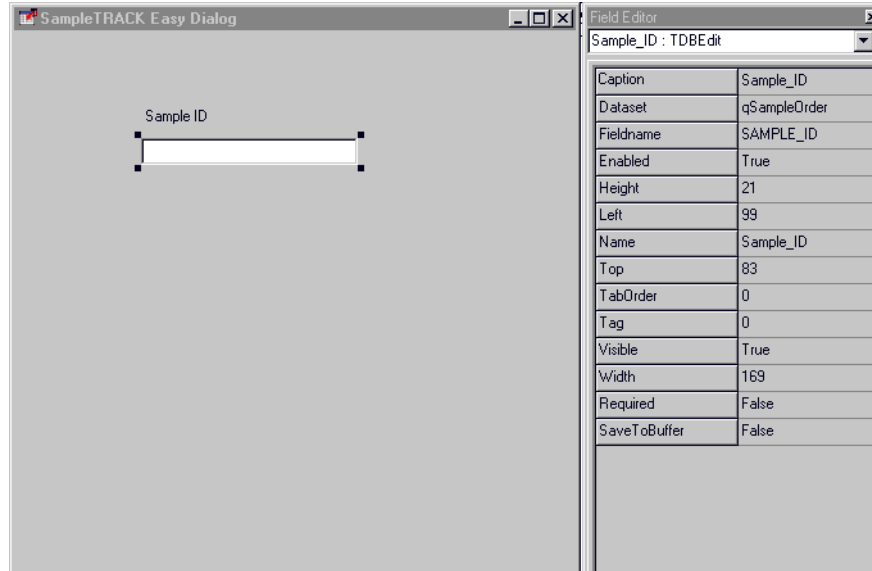 SampleTRACK Easy Dialog
Sample ID
Field Editor
Sample_ID : TDBEdit
Caption Sample_ID
Dataset qSampleOrder
Fieldname SAMPLE_ID
Enabled True
Height 21
Left 99
Name Sample_ID
Top 83
TabOrder 0
Tag 0
Visible True
Width 169
Required False
SaveToBuffer False